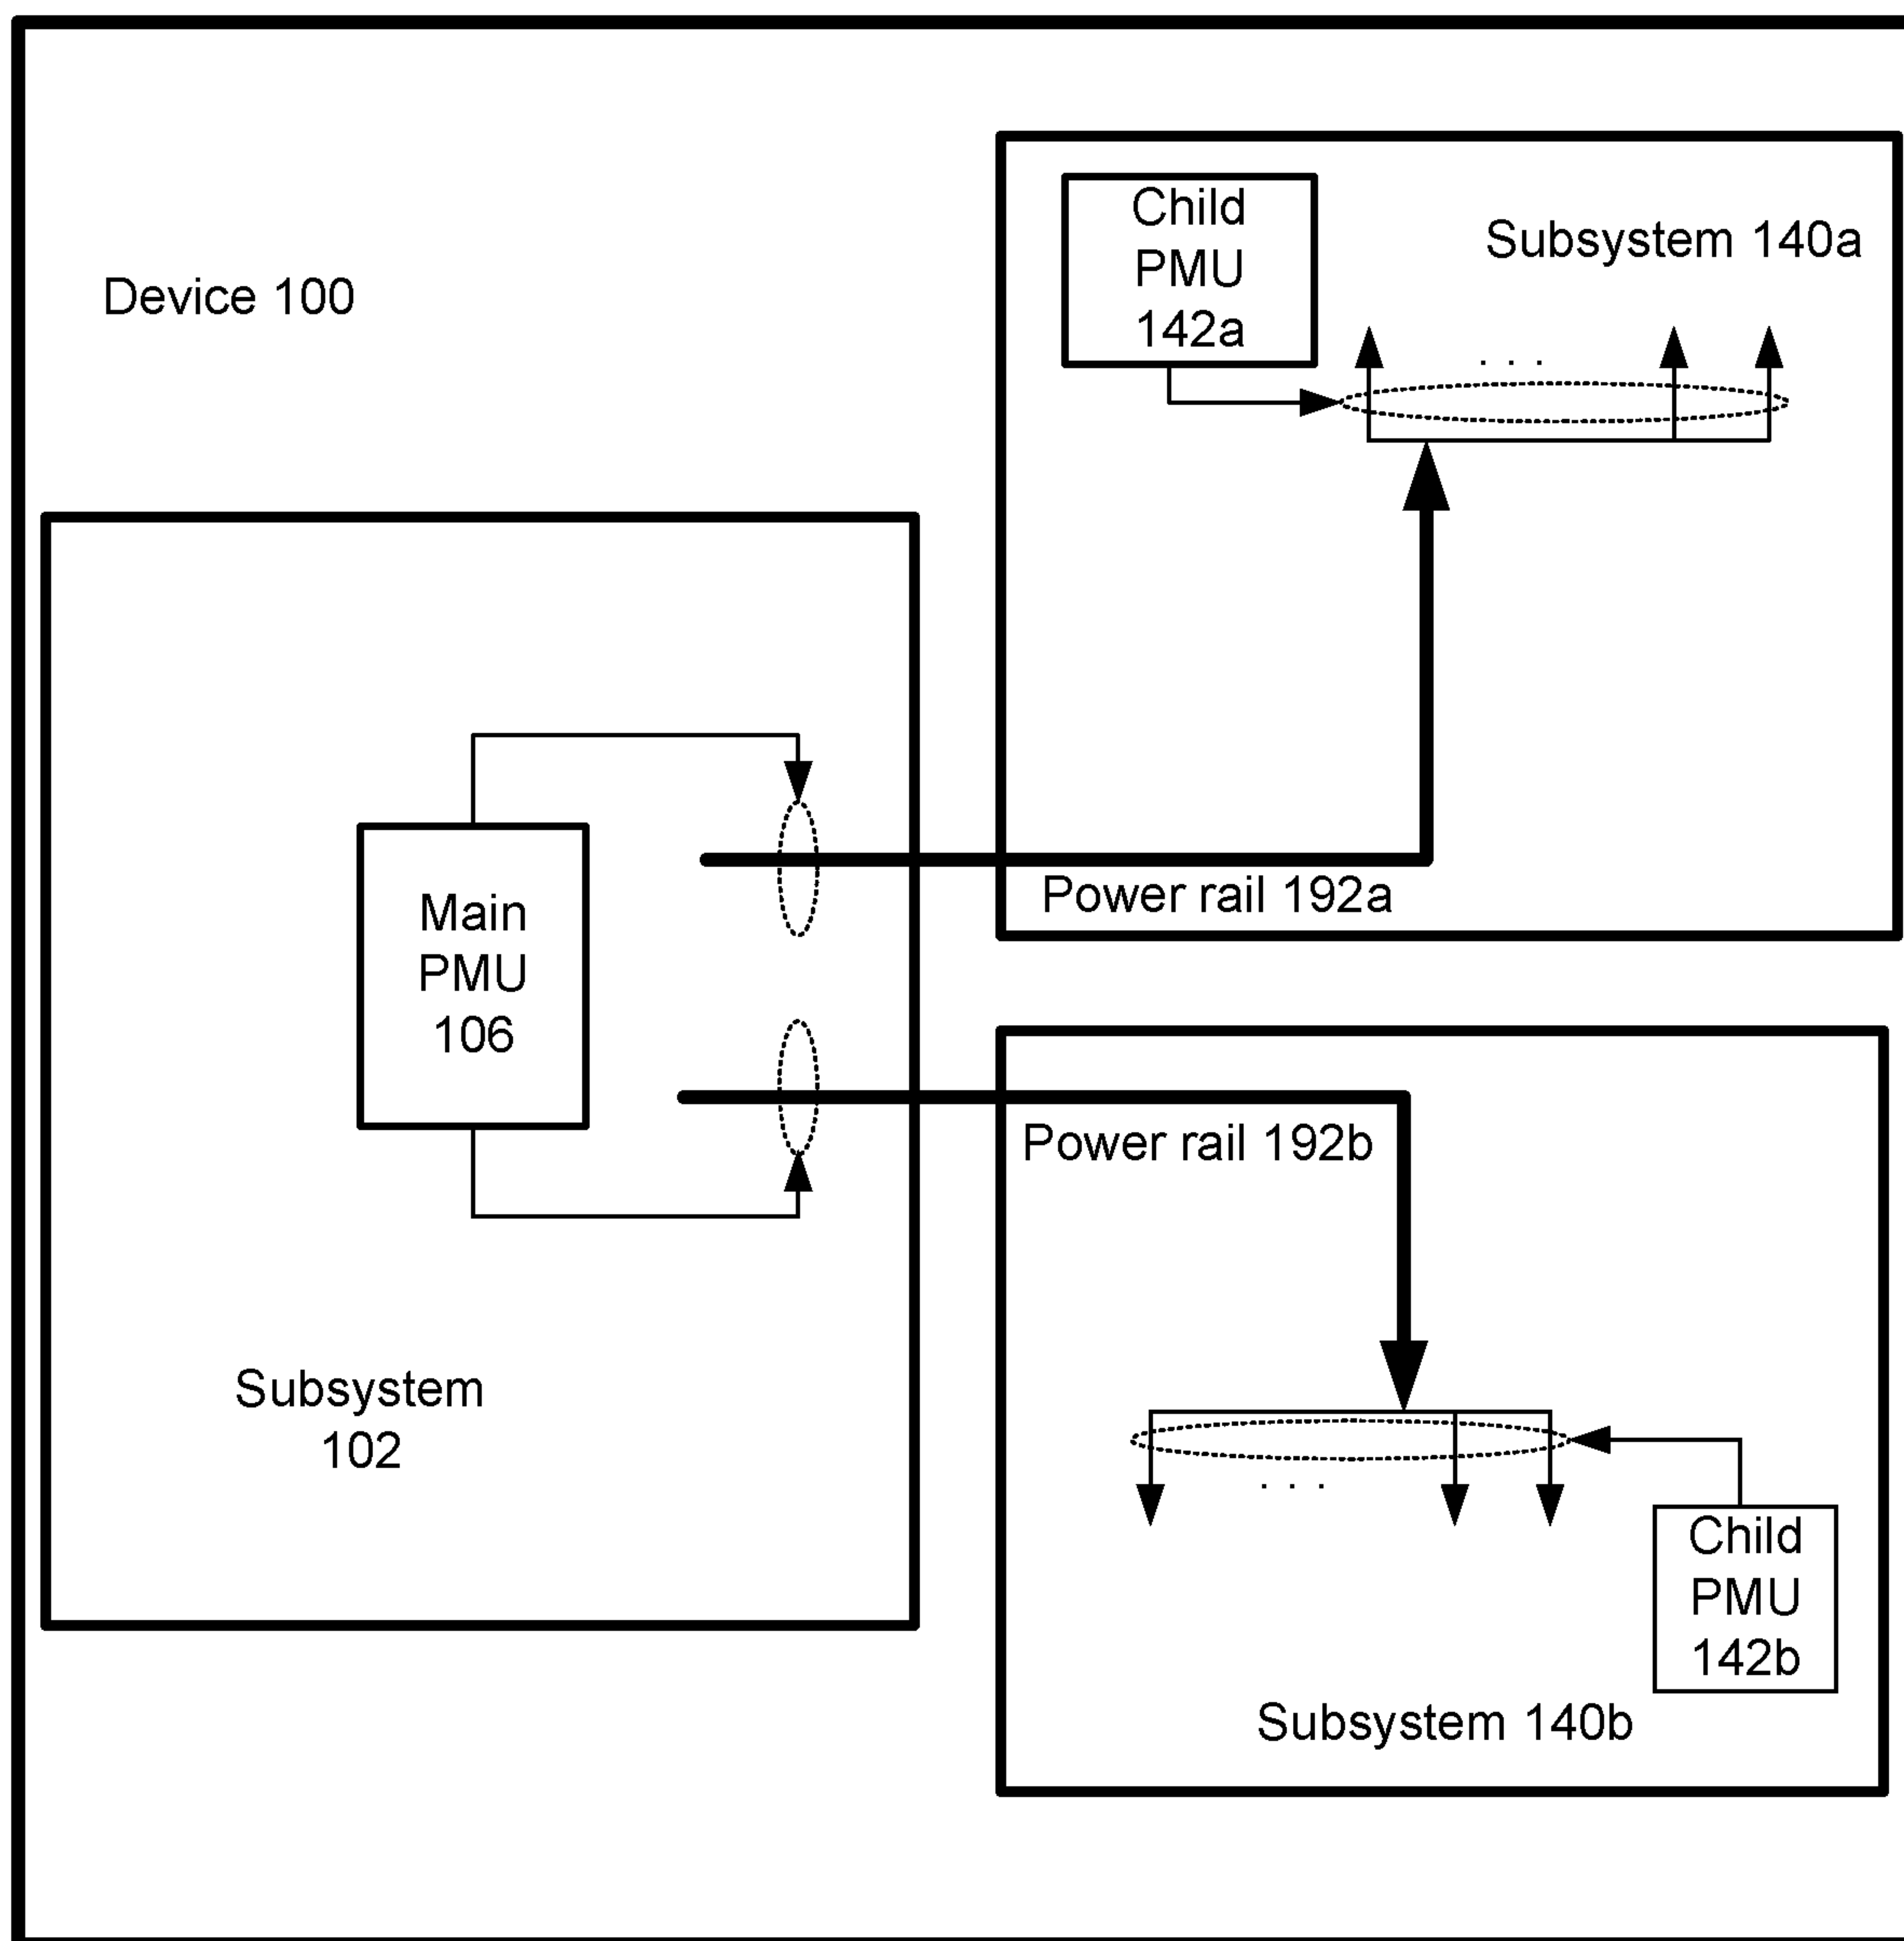 Device 100
Child
PMU
142a
Subsystem 140a
. . .
Power rail 192a
Main
PMU
106
Subsystem
102
Power rail 192b
. . .
Child
PMU
142b
Subsystem 140b